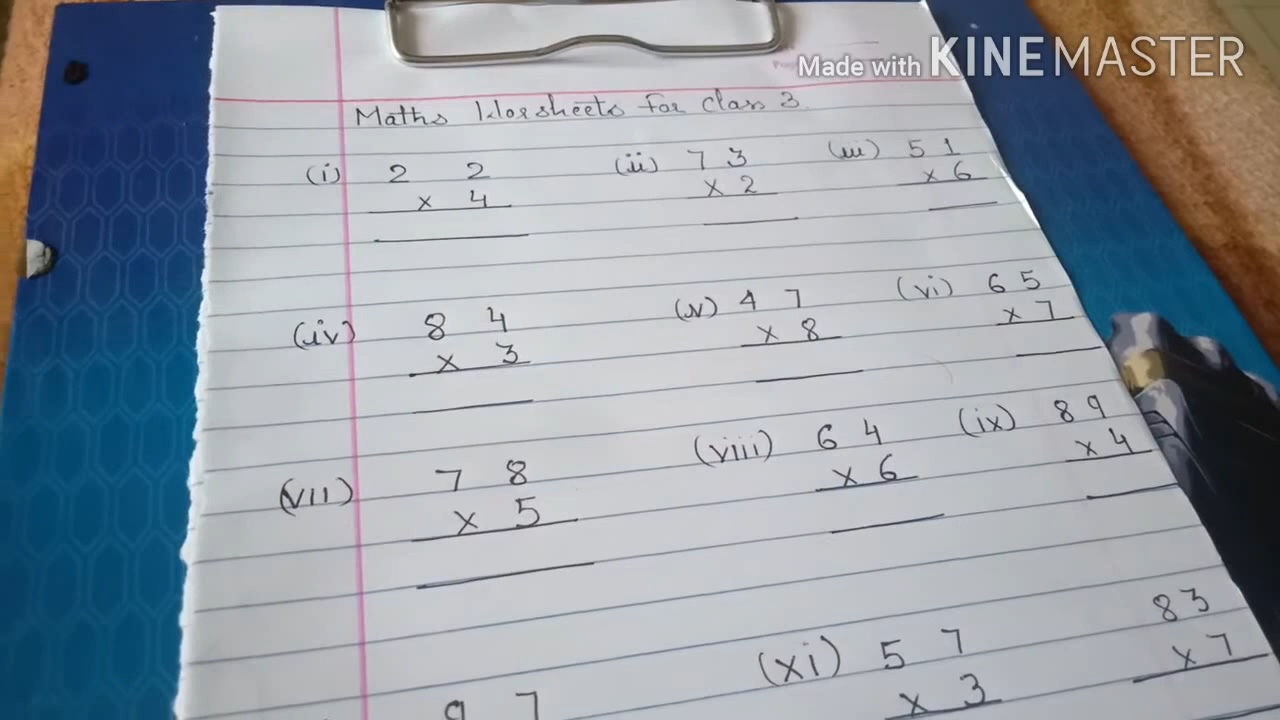 Made with KINEMASTER
Maths Worsheets for class 3
(i) 2 2 (ii) 7 3 (iii) 5 1
x 4 x 2 x 6
(iv) 8 4 (v) 4 7 (vi) 6 5
x 3 x 8 x 7
(vii) 7 8 (viii) 6 4 (ix) 8 9
x 5 x 6 x 4
9 7 (xi) 5 7 8 3
x 3 x 7